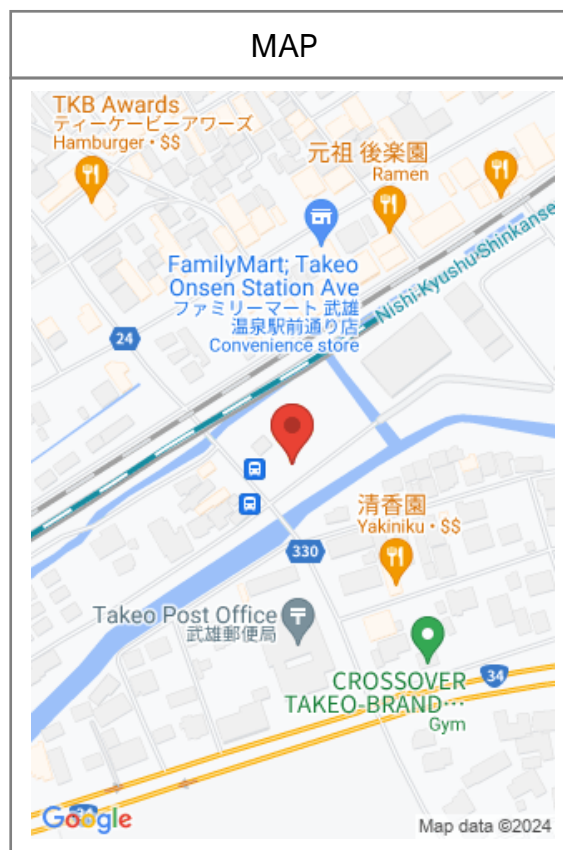 MAP
TKB Awards
ティーケービーアワーズ
Hamburger • $$
元祖 後楽園
Ramen
FamilyMart; Takeo
Onsen Station Ave
ファミリーマート 武雄
温泉駅前通り店
Convenience store
Nishi-Kyushu Shinkanse
24
330
清香園
Yakiniku • $$
Takeo Post Office
武雄郵便局
CROSSOVER
TAKEO-BRAND…
Gym
34
Google
Map data ©2024